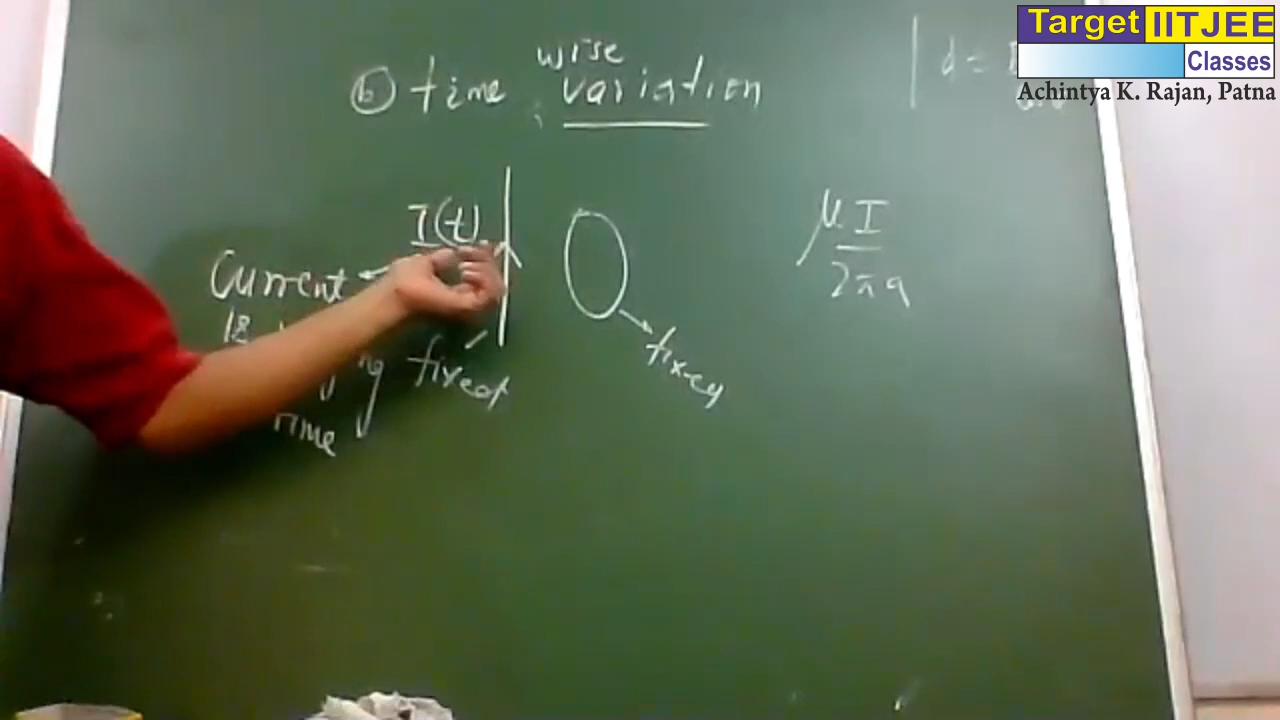 Target IITJEE
Classes
Achintya K. Rajan, Patna
d =
wise
(b) time variation
I(t)
Current
fixed
Time
fixed
μ I
2πa